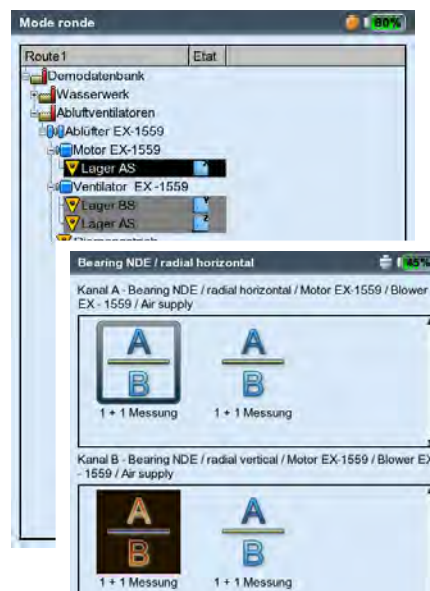 Mode ronde
80%
Route1 Etat
Demodatenbank
Wasserwerk
Abluftventilatoren
Ablüfter EX-1559
Motor EX-1559
Lager AS
Ventilator EX-1559
Lager BS
Lager AS
Bearing NDE / radial horizontal
45%
Kanal A - Bearing NDE / radial horizontal / Motor EX-1559 / Blower
EX - 1559 / Air supply
A A
B B
1 + 1 Messung 1 + 1 Messung
Kanal B - Bearing NDE / radial vertical / Motor EX-1559 / Blower EX
- 1559 / Air supply
A A
B B
1 + 1 Messung 1 + 1 Messung